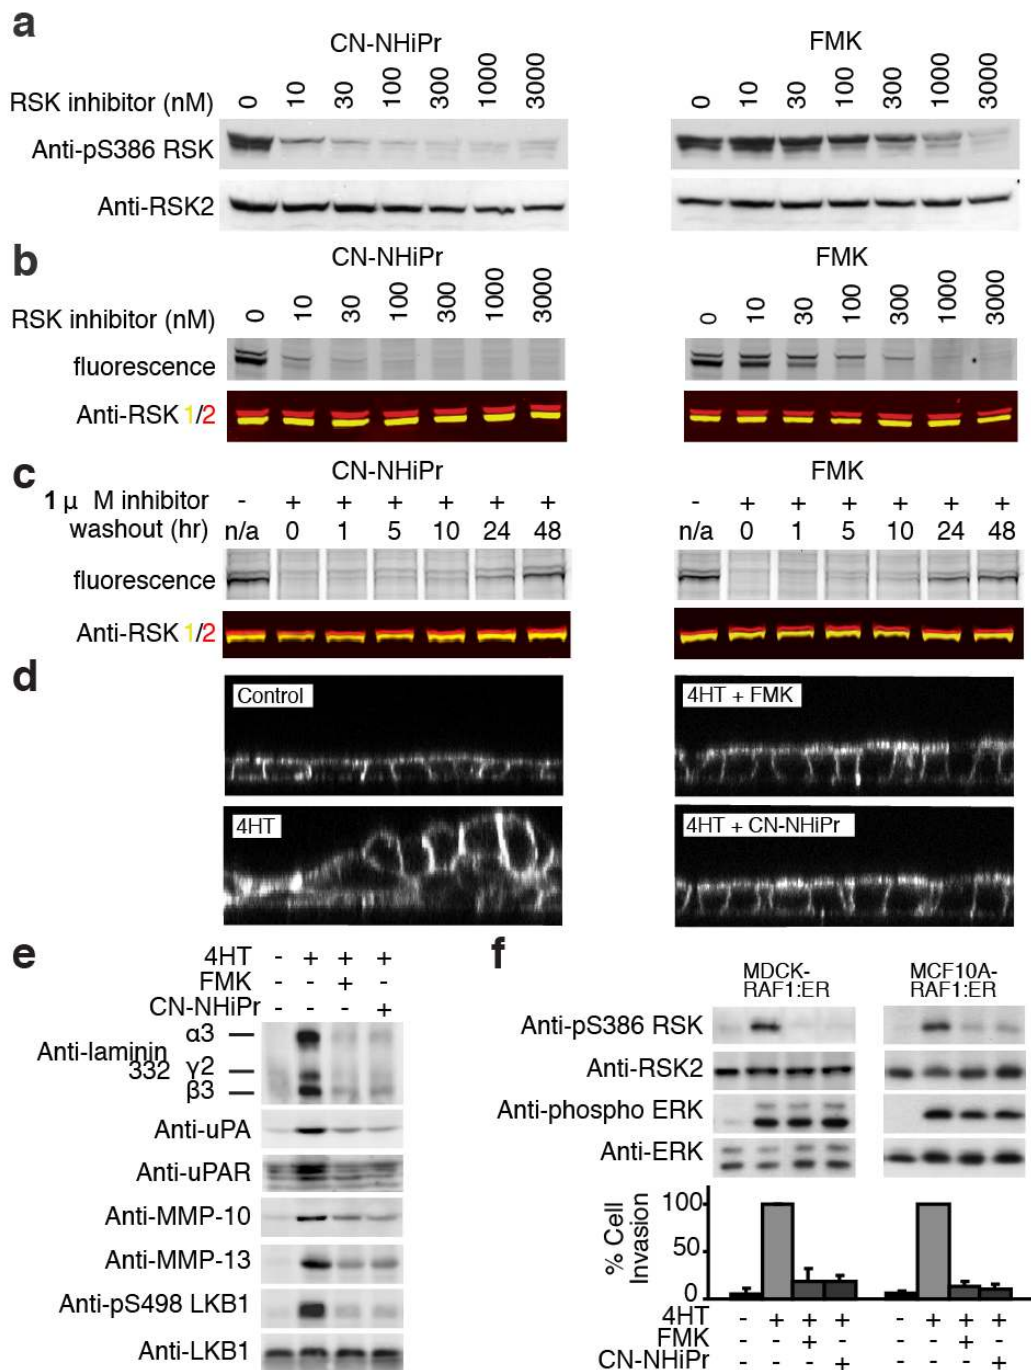 a
CN-NHiPr FMK
RSK inhibitor (nM) 0 10 30 100 300 1000 3000 0 10 30 100 300 1000 3000
Anti-pS386 RSK
Anti-RSK2
b
CN-NHiPr FMK
RSK inhibitor (nM) 0 10 30 100 300 1000 3000 0 10 30 100 300 1000 3000
fluorescence
Anti-RSK 1/2
c
CN-NHiPr FMK
1 μ M inhibitor - + + + + + + - + + + + + +
washout (hr) n/a 0 1 5 10 24 48 n/a 0 1 5 10 24 48
fluorescence
Anti-RSK 1/2
d
Control 4HT + FMK
4HT 4HT + CN-NHiPr
e
4HT - + + +
FMK - - + -
CN-NHiPr - - - +
Anti-laminin 332
α3
γ2
β3
Anti-uPA
Anti-uPAR
Anti-MMP-10
Anti-MMP-13
Anti-pS498 LKB1
Anti-LKB1
f
MDCK-RAF1:ER MCF10A-RAF1:ER
Anti-pS386 RSK
Anti-RSK2
Anti-phospho ERK
Anti-ERK
% Cell Invasion
100
50
0
4HT - + + + - + + +
FMK - - + - - - + -
CN-NHiPr - - - + - - - +